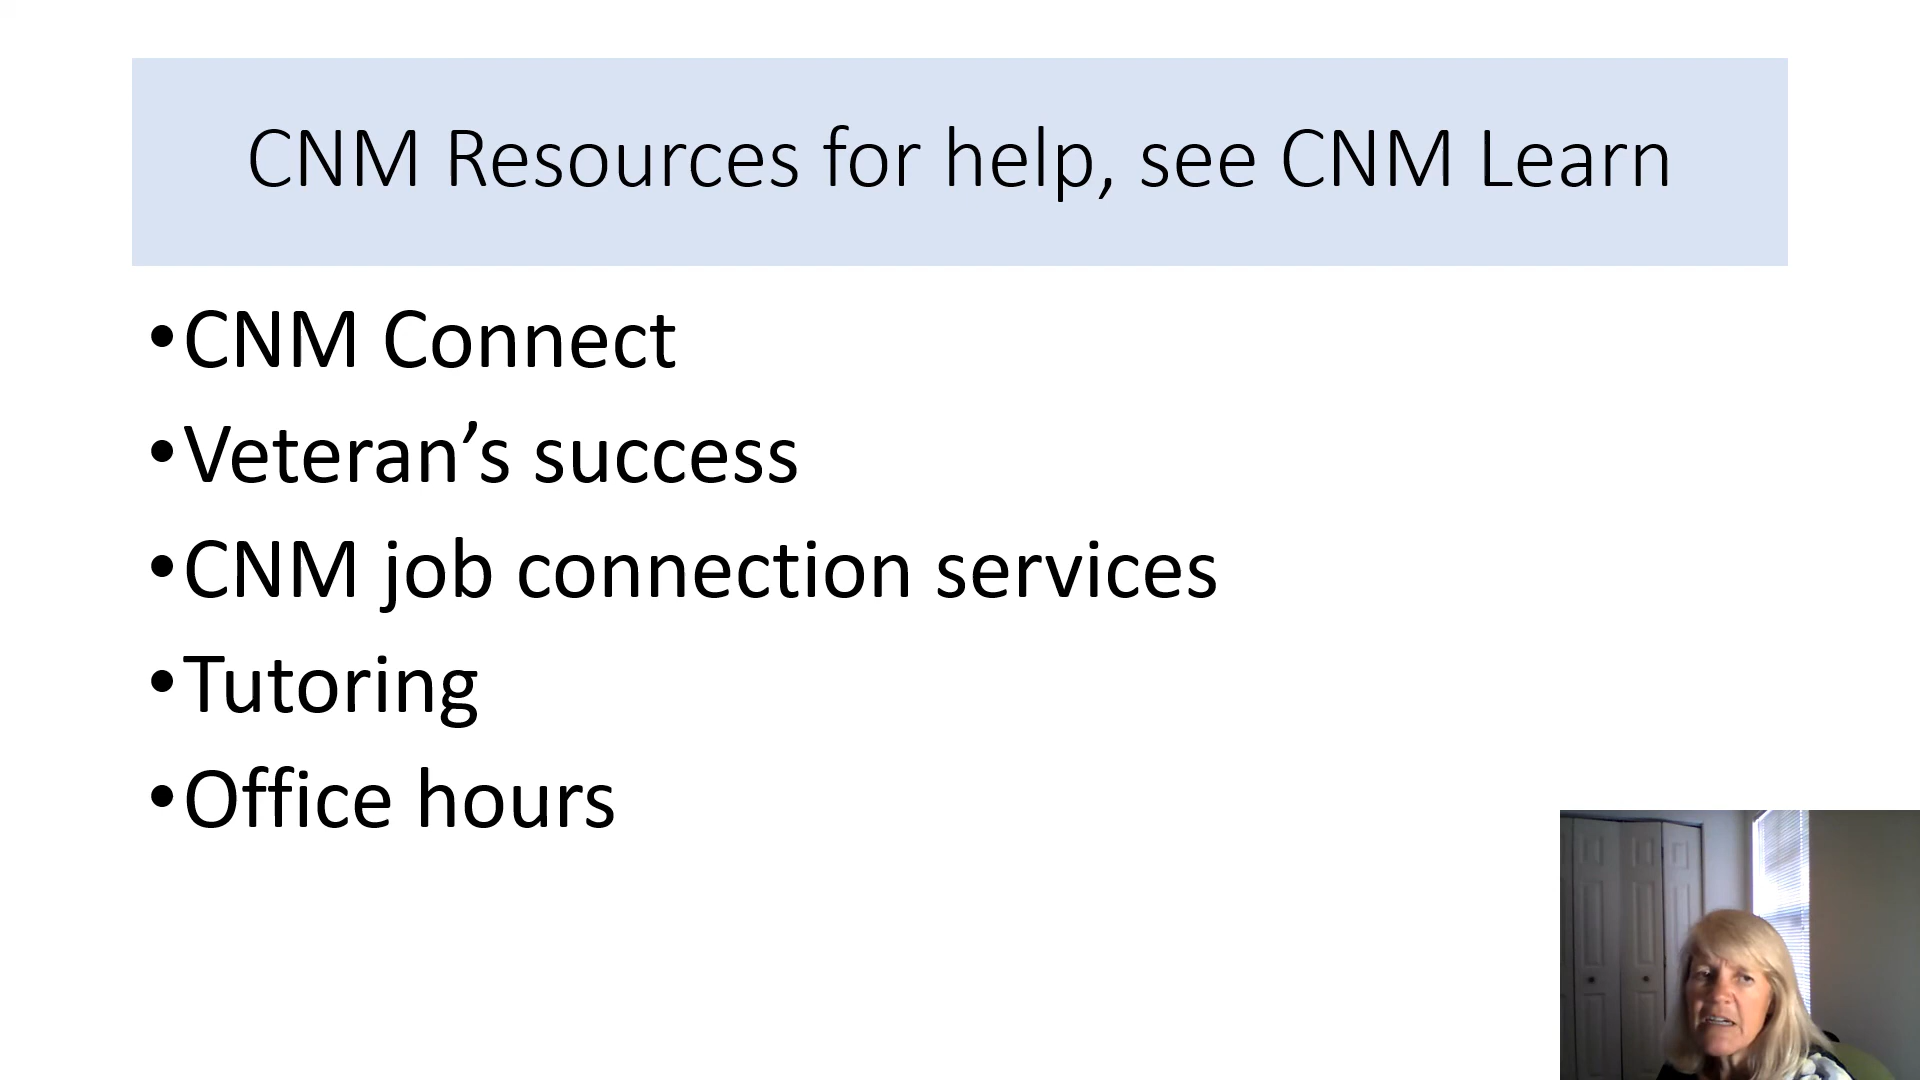 CNM Resources for help, see CNM Learn
•CNM Connect
•Veteran’s success
•CNM job connection services
•Tutoring
•Office hours